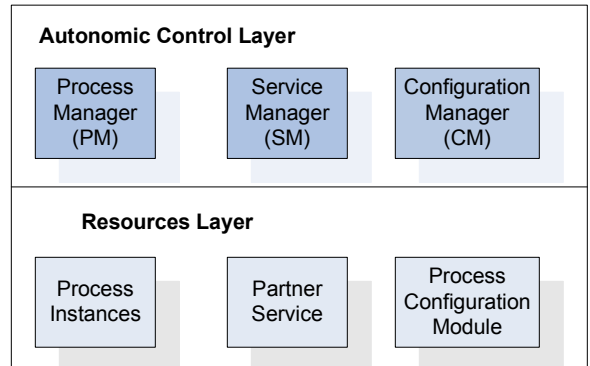 Autonomic Control Layer
Process
Manager
(PM)
Service
Manager
(SM)
Configuration
Manager
(CM)
Resources Layer
Process
Instances
Partner
Service
Process
Configuration
Module